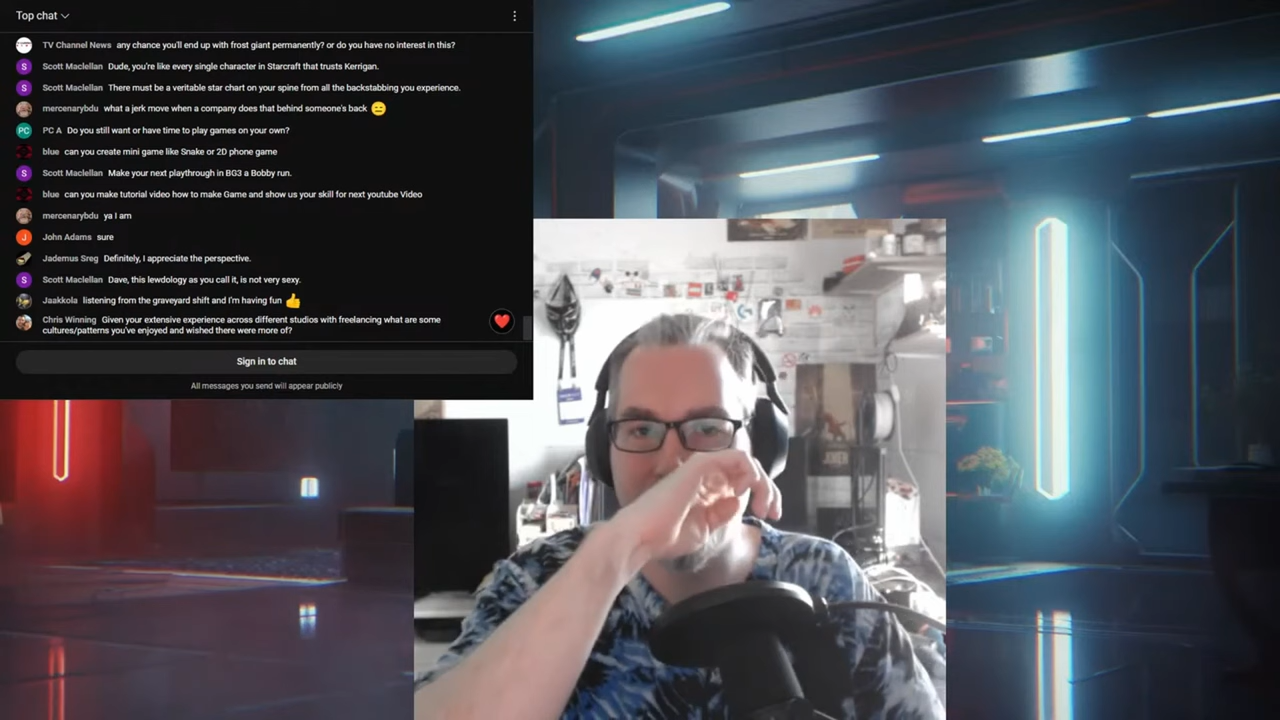 Top chat
TV Channel News any chance you'll end up with frost giant permanently? or do you have no interest in this?
S Scott Maclellan Dude, you're like every single character in Starcraft that trusts Kerrigan.
S Scott Maclellan There must be a veritable star chart on your spine from all the backstabbing you experience.
mercenarybdu what a jerk move when a company does that behind someone's back 😑
PC PC A Do you still want or have time to play games on your own?
blue can you create mini game like Snake or 2D phone game
S Scott Maclellan Make your next playthrough in BG3 a Bobby run.
blue can you make tutorial video how to make Game and show us your skill for next youtube Video
mercenarybdu ya I am
J John Adams sure
Jademus Sreg Definitely, I appreciate the perspective.
S Scott Maclellan Dave, this lewdology as you call it, is not very sexy.
Jaakkola listening from the graveyard shift and I'm having fun 👍
Chris Winning Given your extensive experience across different studios with freelancing what are some
cultures/patterns you've enjoyed and wished there were more of?
Sign in to chat
All messages you send will appear publicly